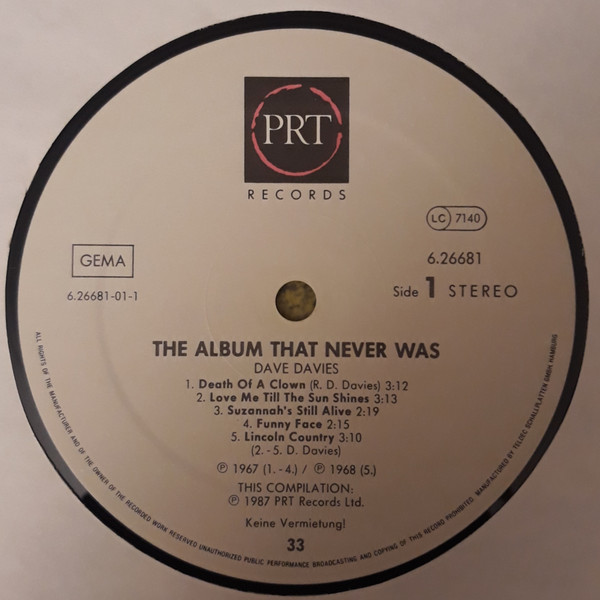 PRT
RECORDS
LC 7140
GEMA
6.26681
6.26681-01-1
Side 1 STEREO
THE ALBUM THAT NEVER WAS
DAVE DAVIES
1. Death Of A Clown (R. D. Davies) 3:12
2. Love Me Till The Sun Shines 3:13
3. Suzannah's Still Alive 2:19
4. Funny Face 2:15
5. Lincoln Country 3:10
(2. - 5. D. Davies)
℗ 1967 (1. - 4.) / ℗ 1968 (5.)
THIS COMPILATION:
℗ 1987 PRT Records Ltd.
Keine Vermietung!
33
ALL RIGHTS OF THE MANUFACTURER AND OF THE OWNER OF THE RECORDED WORK RESERVED UNAUTHORIZED PUBLIC PERFORMANCE BROADCASTING AND COPYING OF THIS RECORD PROHIBITED. MANUFACTURED BY TELDEC SCHALLPLATTEN GMBH HAMBURG